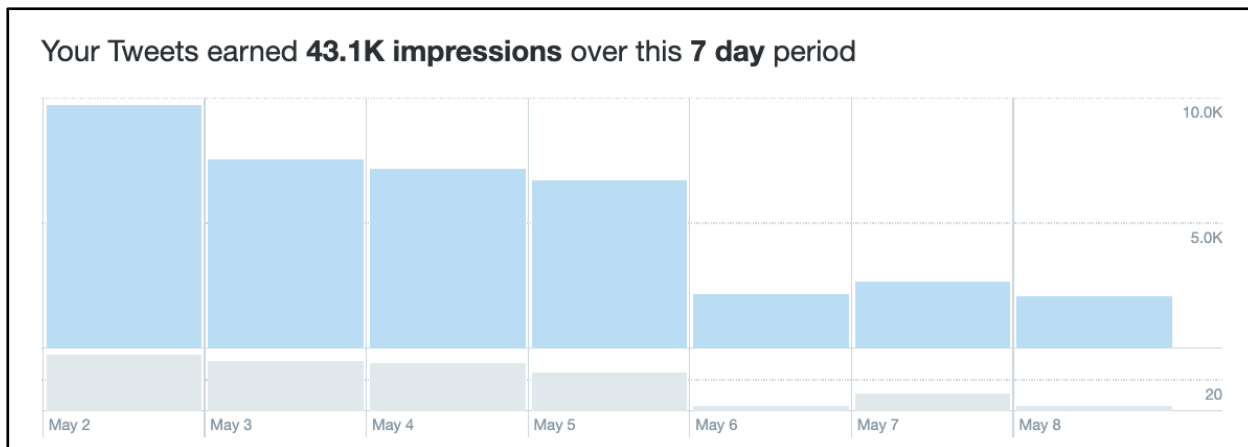 Your Tweets earned 43.1K impressions over this 7 day period
10.0K
5.0K
20
May 2 May 3 May 4 May 5 May 6 May 7 May 8